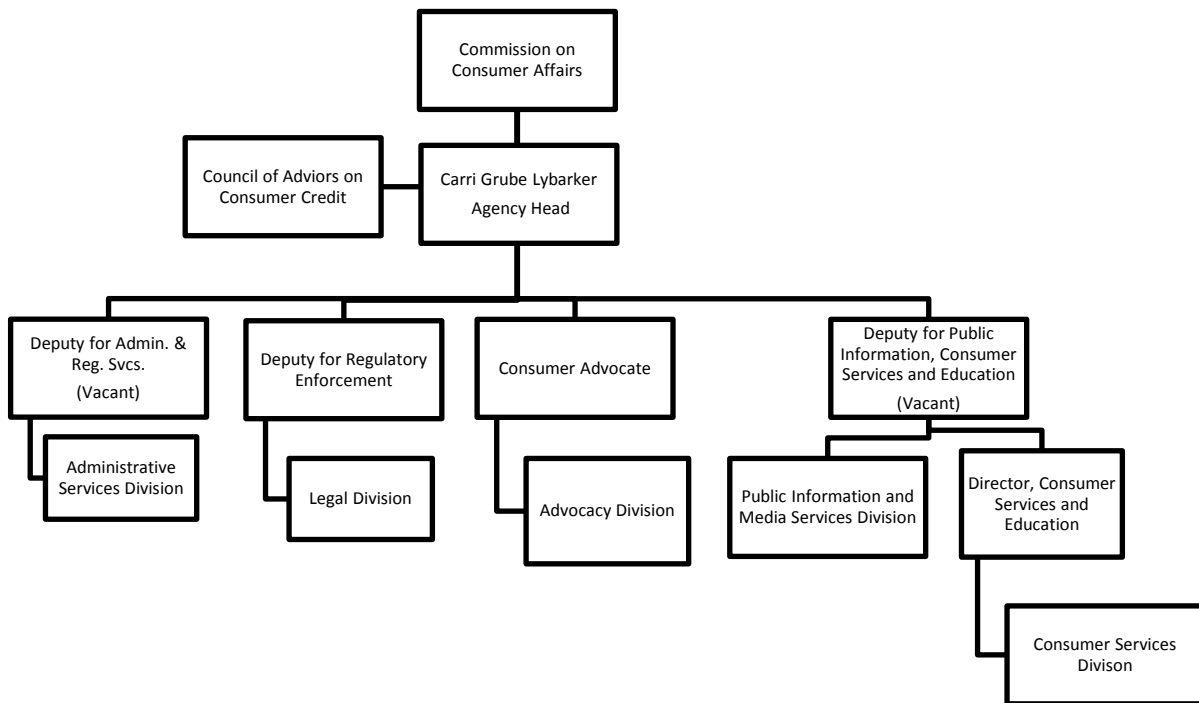 Commission on
Consumer Affairs
Council of Adviors on
Consumer Credit
Carri Grube Lybarker
Agency Head
Deputy for Admin. &
Reg. Svcs.
(Vacant)
Deputy for Regulatory
Enforcement
Consumer Advocate
Deputy for Public
Information, Consumer
Services and Education
(Vacant)
Administrative
Services Division
Legal Division
Advocacy Division
Public Information and
Media Services Division
Director, Consumer
Services and
Education
Consumer Services
Divison